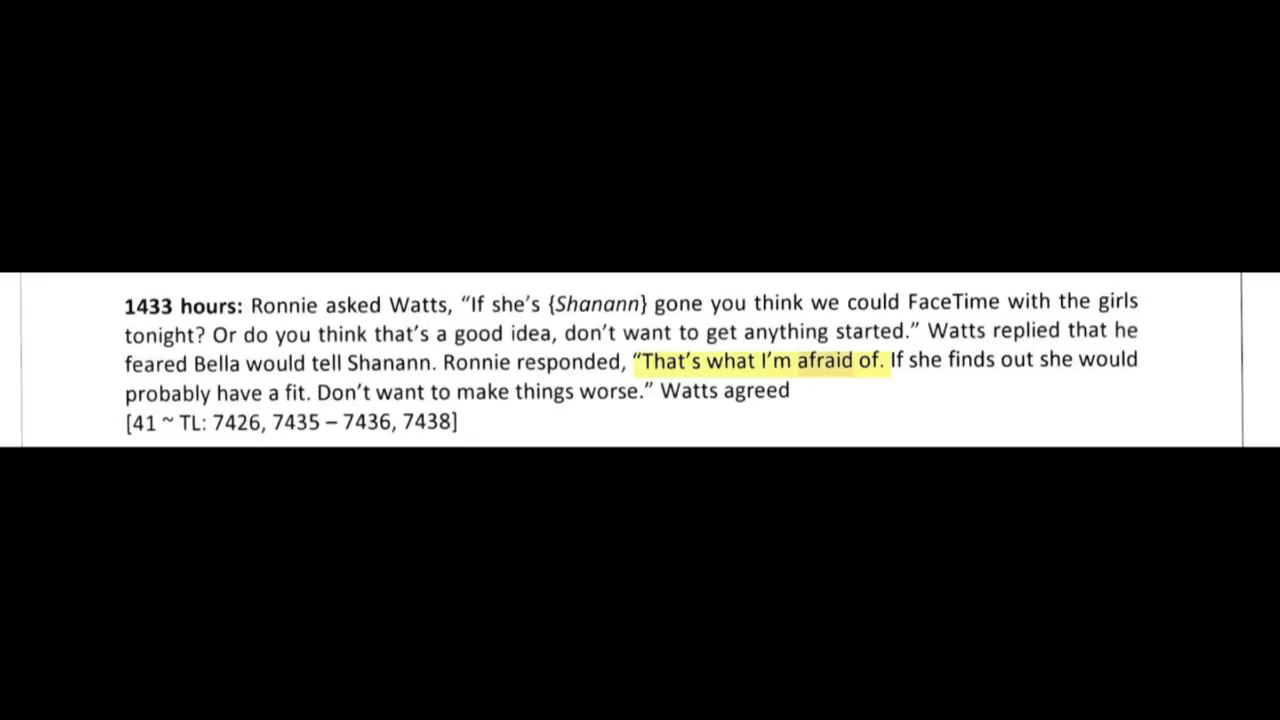 1433 hours: Ronnie asked Watts, “If she’s {Shanann} gone you think we could FaceTime with the girls
tonight? Or do you think that’s a good idea, don’t want to get anything started.” Watts replied that he
feared Bella would tell Shanann. Ronnie responded, “That’s what I’m afraid of. If she finds out she would
probably have a fit. Don’t want to make things worse.” Watts agreed
[41 ~ TL: 7426, 7435 – 7436, 7438]